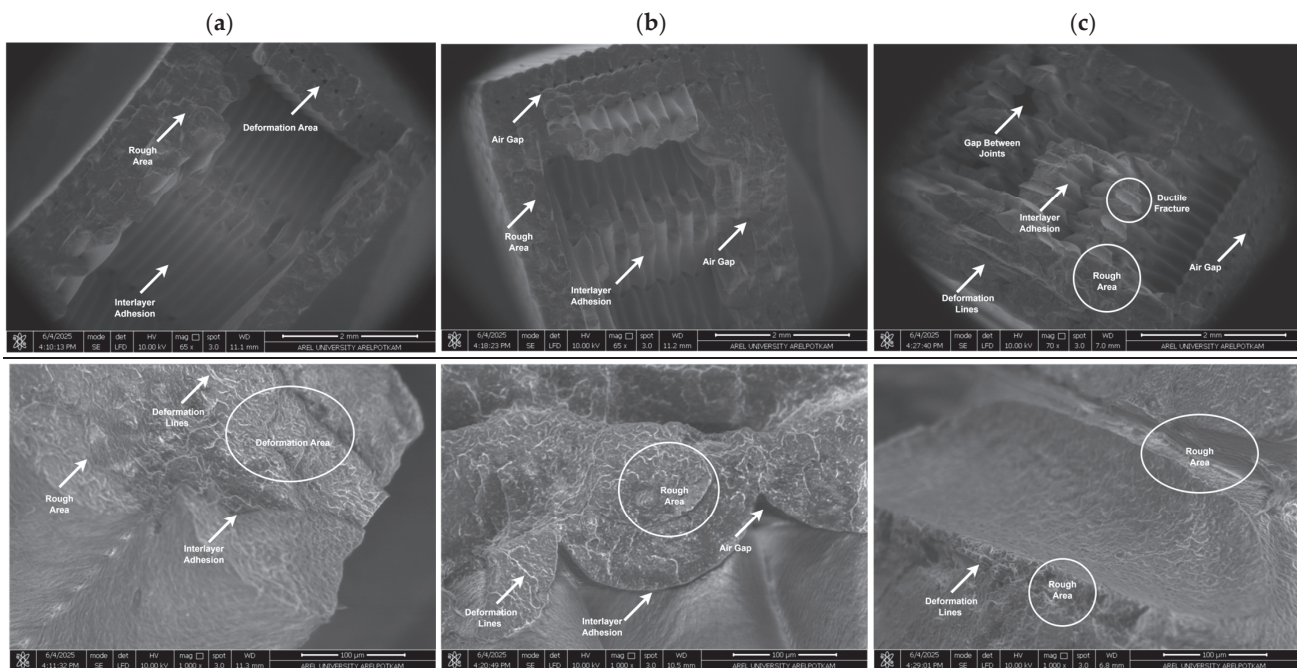 (a)
(b)
(c)
Deformation Area
Rough
Area
Interlayer
Adhesion
6/4/2025 mode det HV mag spot WD 2 mm
4:10:13 PM SE LFD 10.00 kV 65 x 3.0 11.1 mm AREL UNIVERSITY ARELPOTKAM
Air Gap
Rough
Area
Air Gap
Interlayer
Adhesion
6/4/2025 mode det HV mag spot WD 2 mm
4:18:23 PM SE LFD 10.00 kV 65 x 3.0 11.2 mm AREL UNIVERSITY ARELPOTKAM
Gap Between
Joints
Ductile
Fracture
Interlayer
Adhesion
Rough
Area
Air Gap
Deformation
Lines
6/4/2025 mode det HV mag spot WD 2 mm
4:27:40 PM SE LFD 10.00 kV 70 x 3.0 7.0 mm AREL UNIVERSITY ARELPOTKAM
Deformation
Lines
Deformation Area
Rough
Area
Interlayer
Adhesion
6/4/2025 mode det HV mag spot WD 100 µm
4:11:32 PM SE LFD 10.00 kV 1 000 x 3.0 11.3 mm AREL UNIVERSITY ARELPOTKAM
Rough
Area
Air Gap
Deformation
Lines
Interlayer
Adhesion
6/4/2025 mode det HV mag spot WD 100 µm
4:20:49 PM SE LFD 10.00 kV 1 000 x 3.0 10.5 mm AREL UNIVERSITY ARELPOTKAM
Rough
Area
Deformation
Lines
Rough
Area
6/4/2025 mode det HV mag spot WD 100 µm
4:29:01 PM SE LFD 10.00 kV 1 000 x 3.0 6.8 mm AREL UNIVERSITY ARELPOTKAM